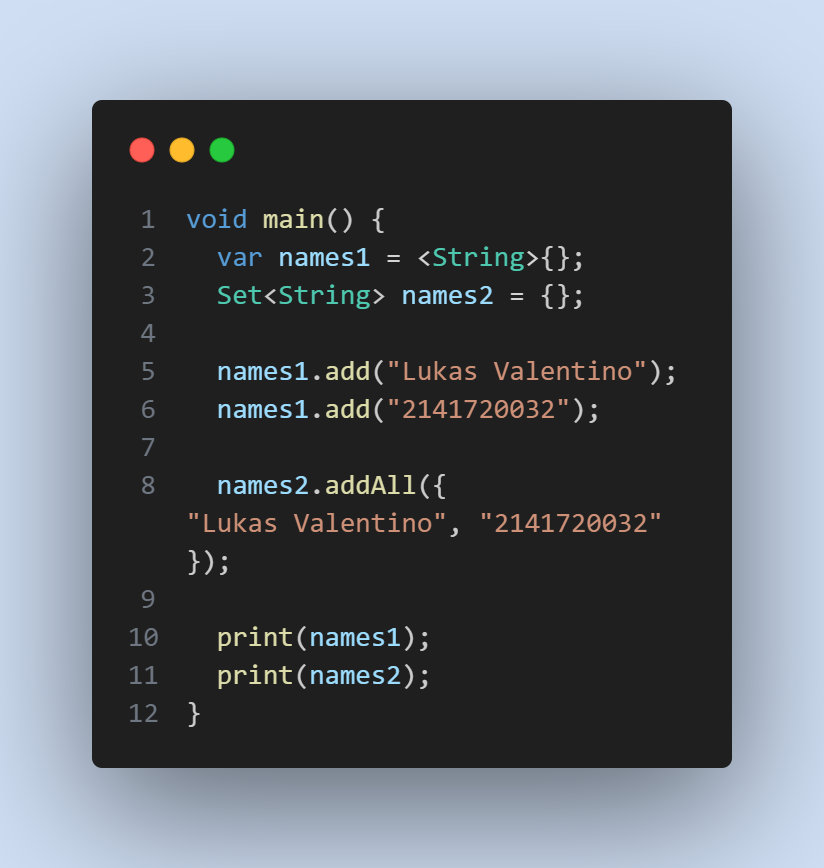 1 void main() {
2   var names1 = <String>{};
3   Set<String> names2 = {};
4
5   names1.add("Lukas Valentino");
6   names1.add("2141720032");
7
8   names2.addAll({
"Lukas Valentino", "2141720032"
});
9
10   print(names1);
11   print(names2);
12 }